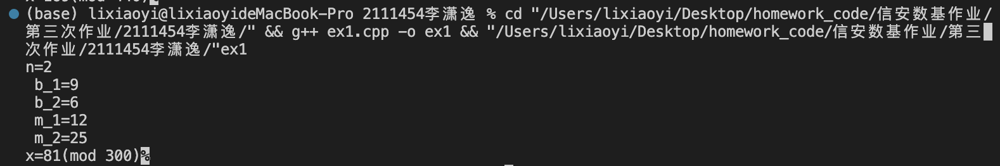 (base) lixiaoyi@lixiaoyideMacBook-Pro 2111454李潇逸 % cd "/Users/lixiaoyi/Desktop/homework_code/信安数基作业/
第三次作业/2111454李潇逸/" && g++ ex1.cpp -o ex1 && "/Users/lixiaoyi/Desktop/homework_code/信安数基作业/第三
次作业/2111454李潇逸/"ex1
n=2
b_1=9
b_2=6
m_1=12
m_2=25
x=81(mod 300)%